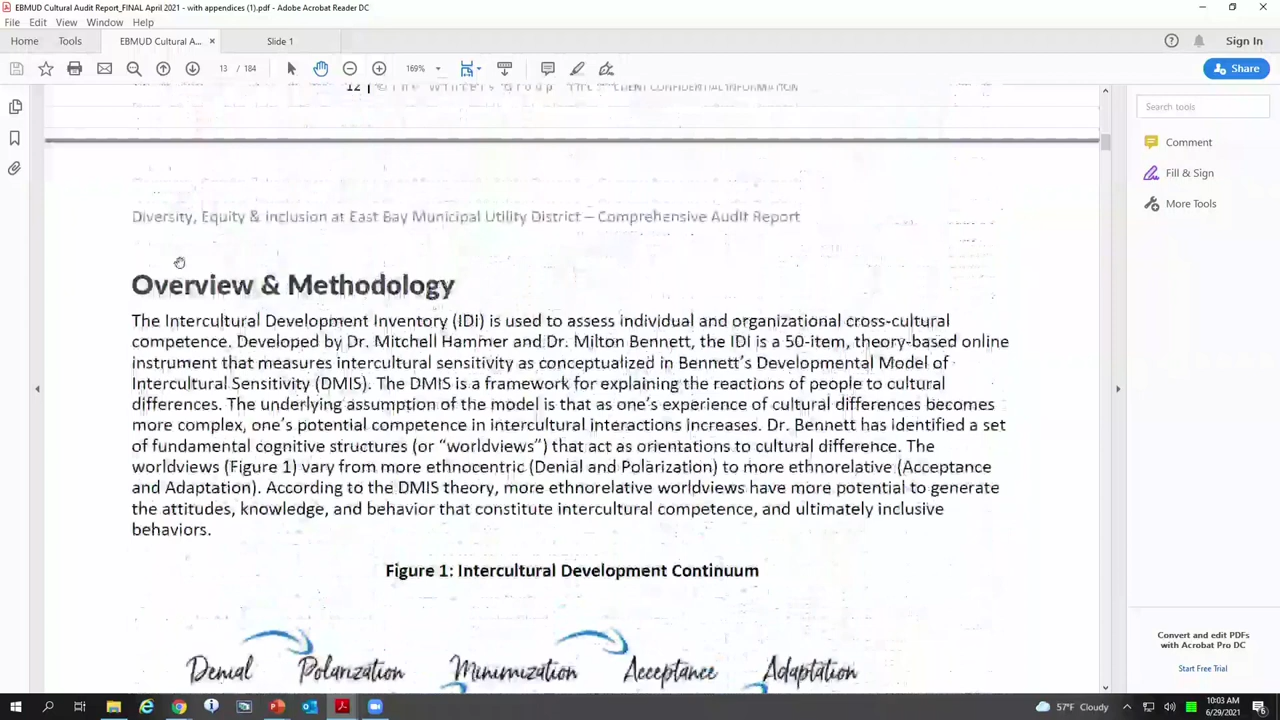 EBMUD Cultural Audit Report_FINAL April 2021 - with appendices (1).pdf - Adobe Acrobat Reader DC
File Edit View Window Help
Home Tools EBMUD Cultural A... × Slide 1 Sign In
13 / 184 169% Share
12 | © The Winters Group Inc. CLIENT CONFIDENTIAL INFORMATION
Search tools
Comment
Fill & Sign
More Tools
Diversity, Equity & Inclusion at East Bay Municipal Utility District – Comprehensive Audit Report
Overview & Methodology
The Intercultural Development Inventory (IDI) is used to assess individual and organizational cross-cultural
competence. Developed by Dr. Mitchell Hammer and Dr. Milton Bennett, the IDI is a 50-item, theory-based online
instrument that measures intercultural sensitivity as conceptualized in Bennett's Developmental Model of
Intercultural Sensitivity (DMIS). The DMIS is a framework for explaining the reactions of people to cultural
differences. The underlying assumption of the model is that as one's experience of cultural differences becomes
more complex, one's potential competence in intercultural interactions increases. Dr. Bennett has identified a set
of fundamental cognitive structures (or "worldviews") that act as orientations to cultural difference. The
worldviews (Figure 1) vary from more ethnocentric (Denial and Polarization) to more ethnorelative (Acceptance
and Adaptation). According to the DMIS theory, more ethnorelative worldviews have more potential to generate
the attitudes, knowledge, and behavior that constitute intercultural competence, and ultimately inclusive
behaviors.
Figure 1: Intercultural Development Continuum
Denial Polarization Minimization Acceptance Adaptation
Convert and edit PDFs
with Acrobat Pro DC
Start Free Trial
57°F Cloudy
10:03 AM
6/29/2021
6